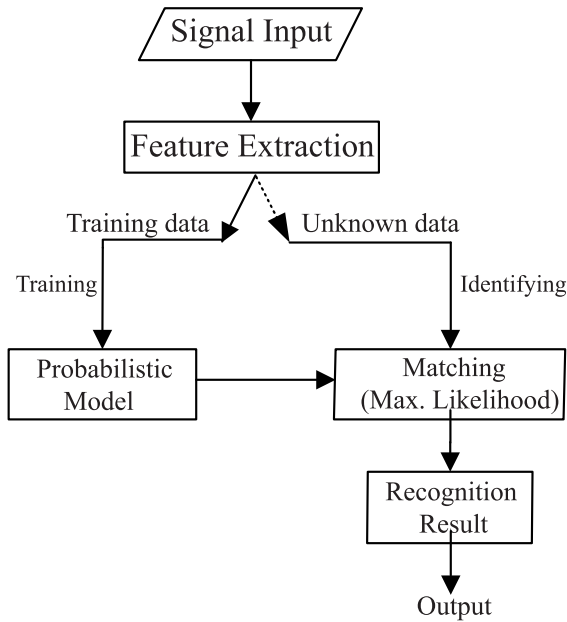 Signal Input
Feature Extraction
Training data
Unknown data
Training
Identifying
Probabilistic
Model
Matching
(Max. Likelihood)
Recognition
Result
Output